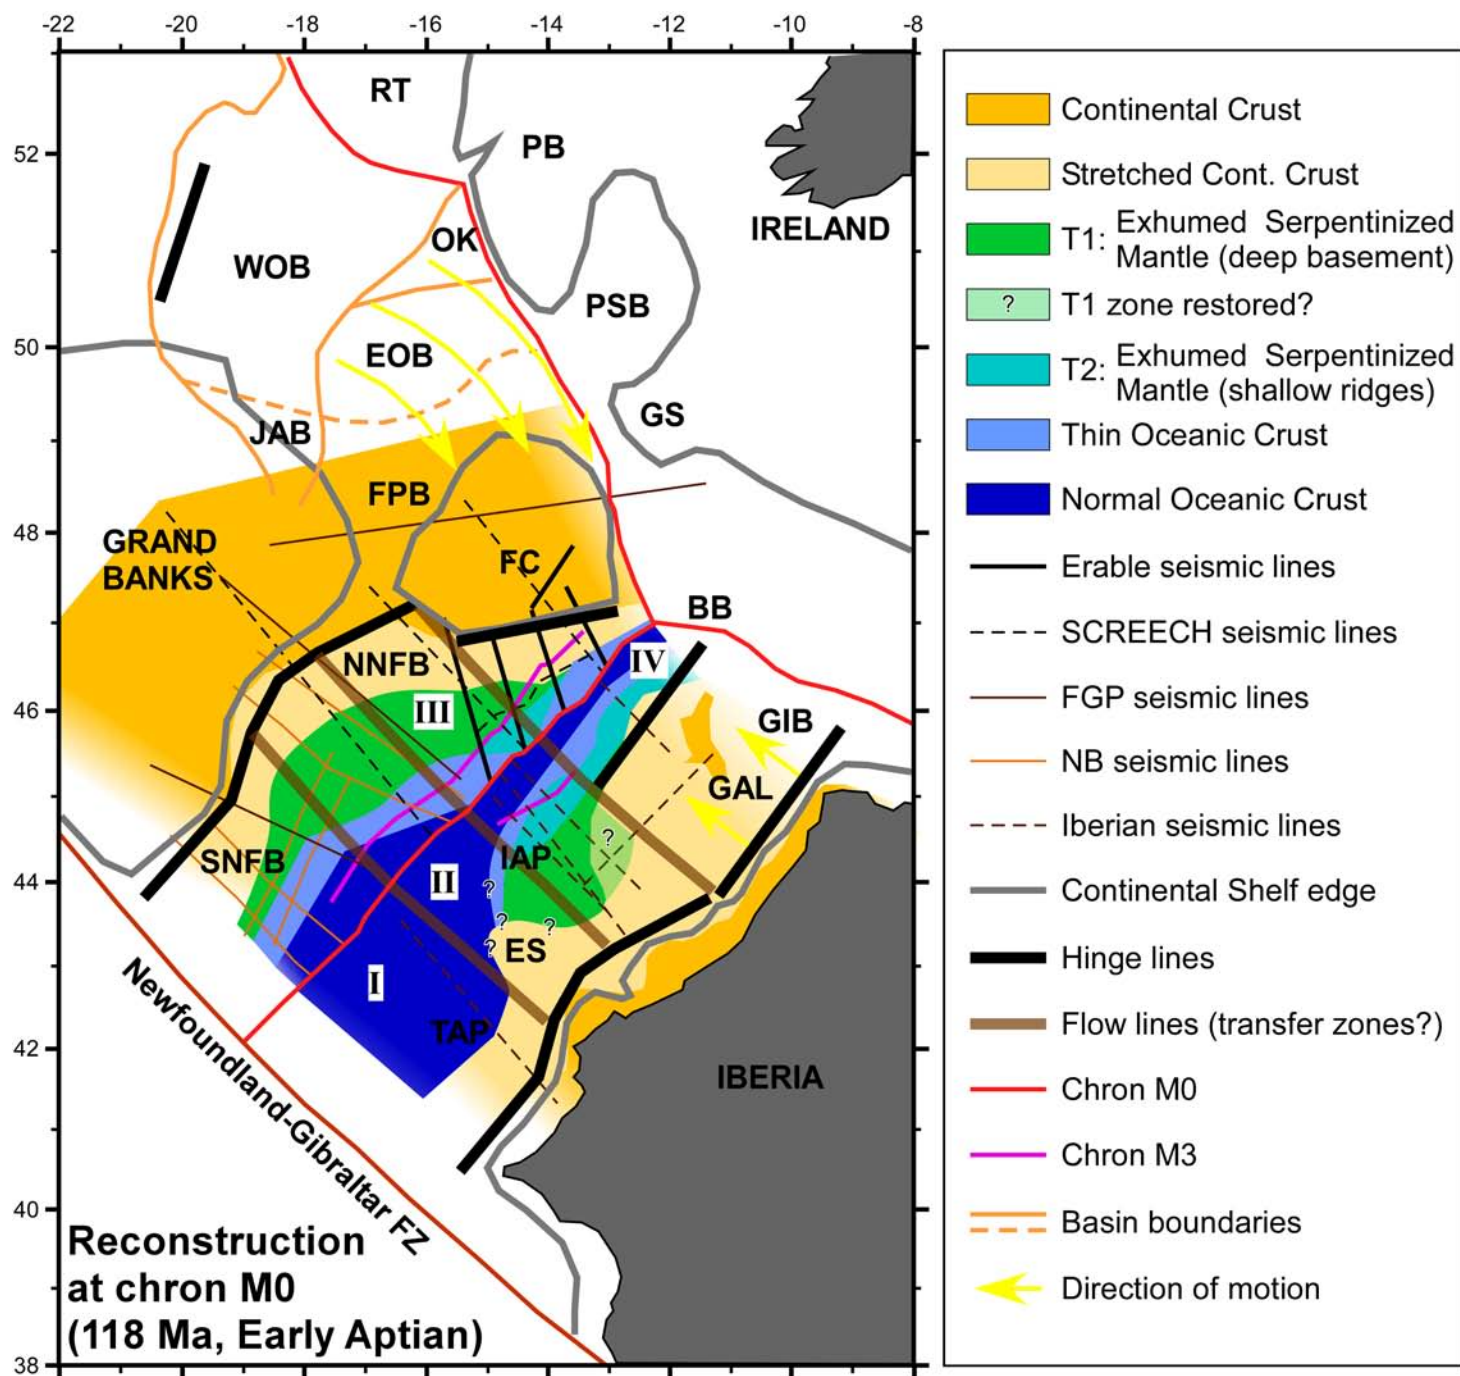 -22 -20 -18 -16 -14 -12 -10 -8
52
50
48
46
44
42
40
38
RT
PB
IRELAND
OK
WOB
PSB
EOB
GS
JAB
FPB
GRAND
BANKS
FC
BB
NNFB
IV
III
GIB
GAL
?
SNFB
IAP
II
?
?
?
?
ES
I
TAP
IBERIA
Newfoundland-Gibraltar FZ
Reconstruction
at chron M0
(118 Ma, Early Aptian)
Continental Crust
Stretched Cont. Crust
T1: Exhumed Serpentinized
Mantle (deep basement)
? T1 zone restored?
T2: Exhumed Serpentinized
Mantle (shallow ridges)
Thin Oceanic Crust
Normal Oceanic Crust
Erable seismic lines
SCREECH seismic lines
FGP seismic lines
NB seismic lines
Iberian seismic lines
Continental Shelf edge
Hinge lines
Flow lines (transfer zones?)
Chron M0
Chron M3
Basin boundaries
Direction of motion